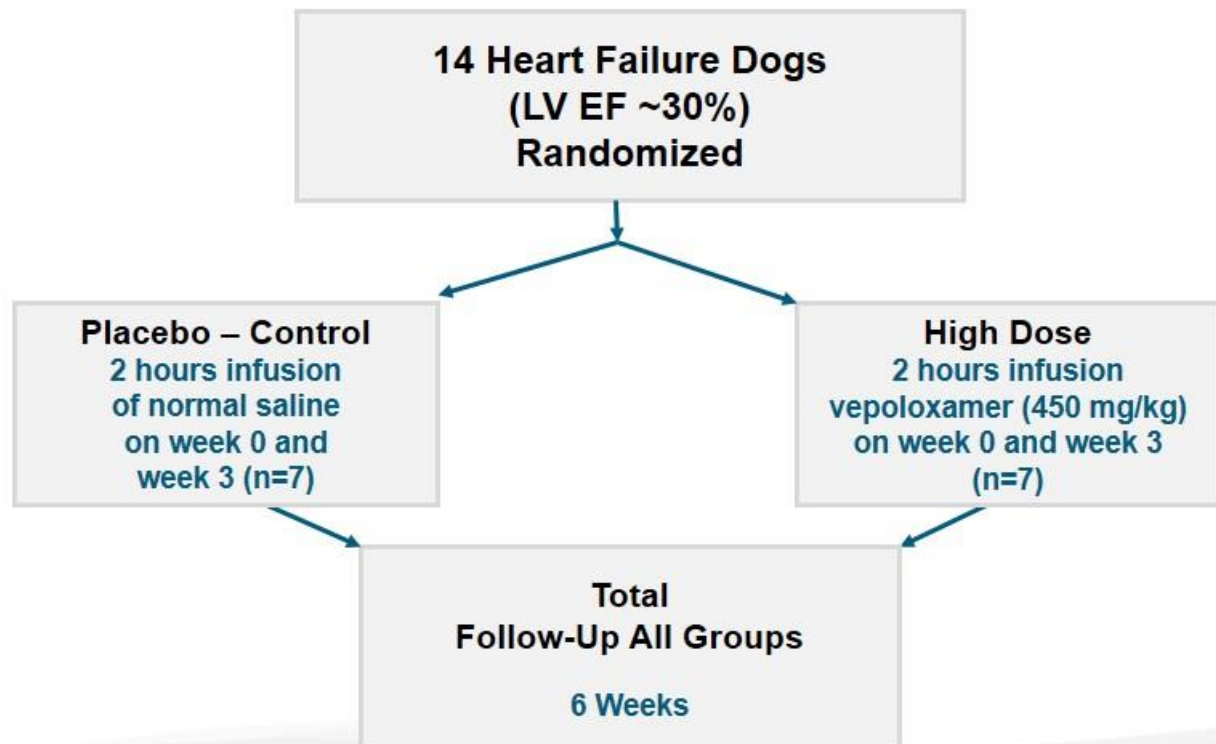 14 Heart Failure Dogs
(LV EF ~30%)
Randomized
Placebo – Control
2 hours infusion
of normal saline
on week 0 and
week 3 (n=7)
High Dose
2 hours infusion
vepoloxamer (450 mg/kg)
on week 0 and week 3
(n=7)
Total
Follow-Up All Groups
6 Weeks